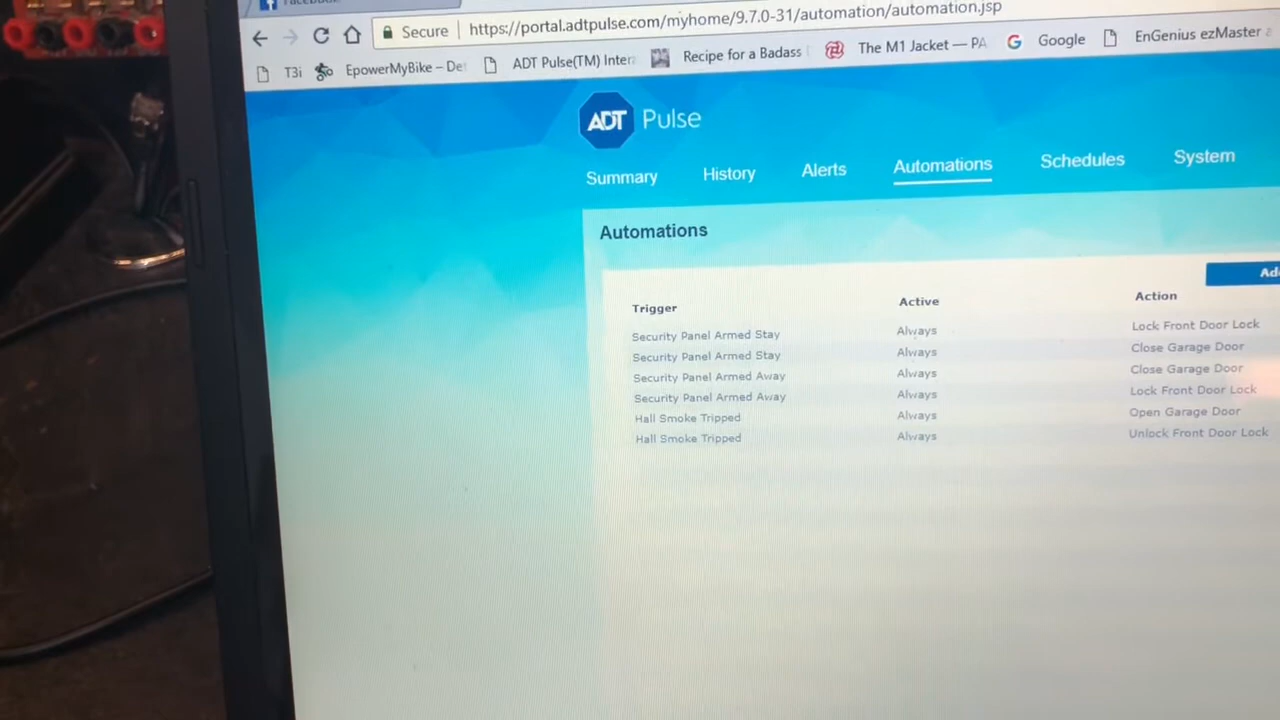 Secure https://portal.adtpulse.com/myhome/9.7.0-31/automation/automation.jsp
T3i EpowerMyBike – De ADT Pulse(TM) Inter Recipe for a Badass The M1 Jacket — PA Google EnGenius ezMaster
ADT Pulse
Summary History Alerts Automations Schedules System
Automations
Trigger Active Action
Security Panel Armed Stay Always Lock Front Door Lock
Security Panel Armed Stay Always Close Garage Door
Security Panel Armed Away Always Close Garage Door
Security Panel Armed Away Always Lock Front Door Lock
Hall Smoke Tripped Always Open Garage Door
Hall Smoke Tripped Always Unlock Front Door Lock